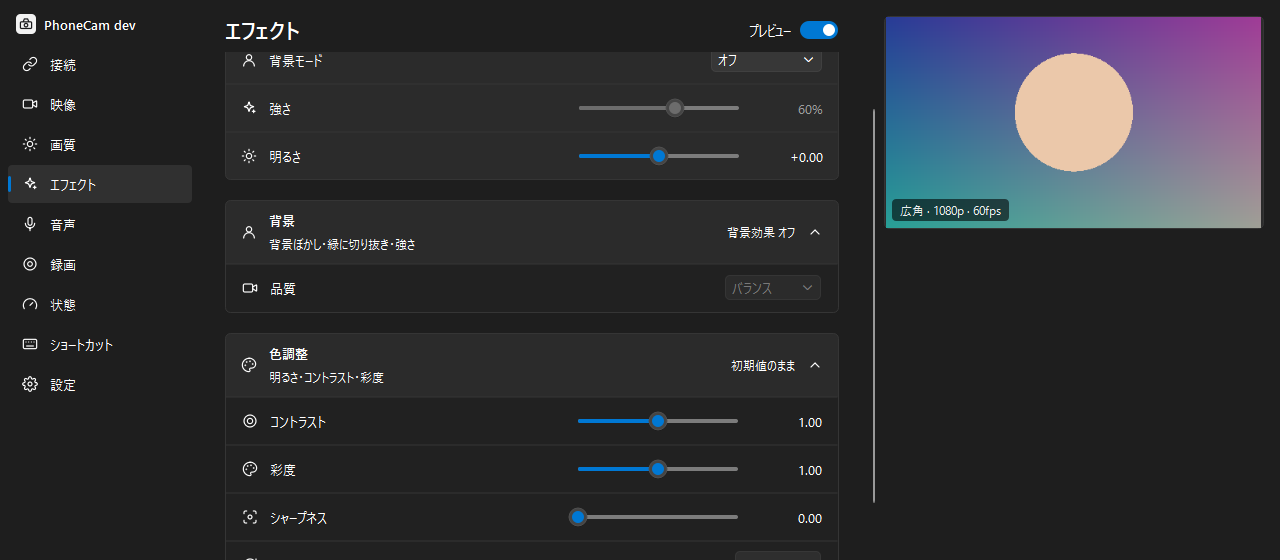 PhoneCam dev
接続
映像
画質
エフェクト
音声
録画
状態
ショートカット
設定
エフェクト
プレビュー
背景モード
オフ
強さ
60%
明るさ
+0.00
背景
背景ぼかし・緑に切り抜き・強さ
背景効果 オフ
品質
バランス
色調整
明るさ・コントラスト・彩度
初期値のまま
コントラスト
1.00
彩度
1.00
シャープネス
0.00
広角 · 1080p · 60fps